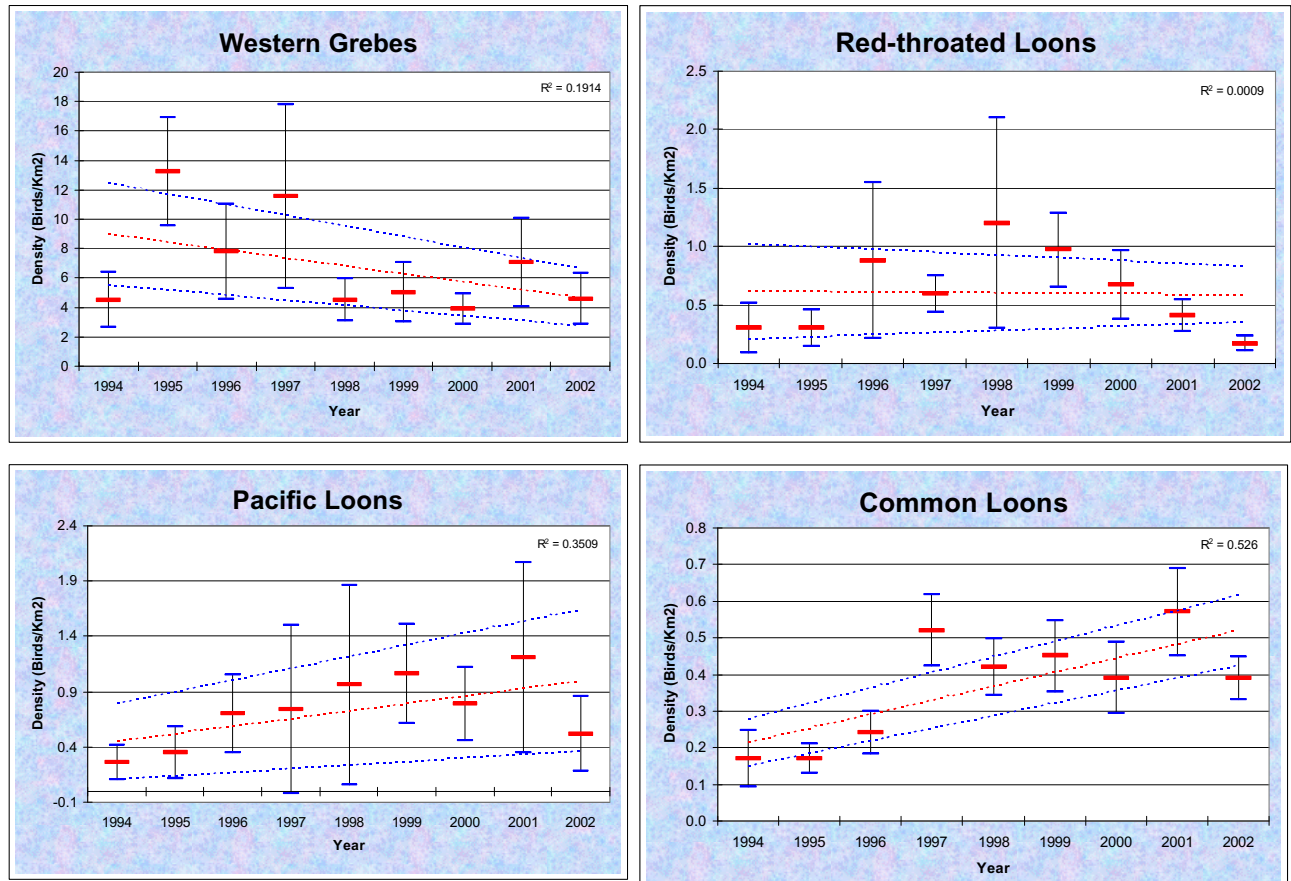 Western Grebes
R² = 0.1914
Density (Birds/Km2)
20
18
16
14
12
10
8
6
4
2
0
1994 1995 1996 1997 1998 1999 2000 2001 2002
Year
Red-throated Loons
R² = 0.0009
Density (Birds/Km2)
2.5
2.0
1.5
1.0
0.5
0.0
1994 1995 1996 1997 1998 1999 2000 2001 2002
Year
Pacific Loons
R² = 0.3509
Density (Birds/Km2)
2.4
1.9
1.4
0.9
0.4
-0.1
1994 1995 1996 1997 1998 1999 2000 2001 2002
Year
Common Loons
R² = 0.526
Density (Birds/Km2)
0.8
0.7
0.6
0.5
0.4
0.3
0.2
0.1
0.0
1994 1995 1996 1997 1998 1999 2000 2001 2002
Year